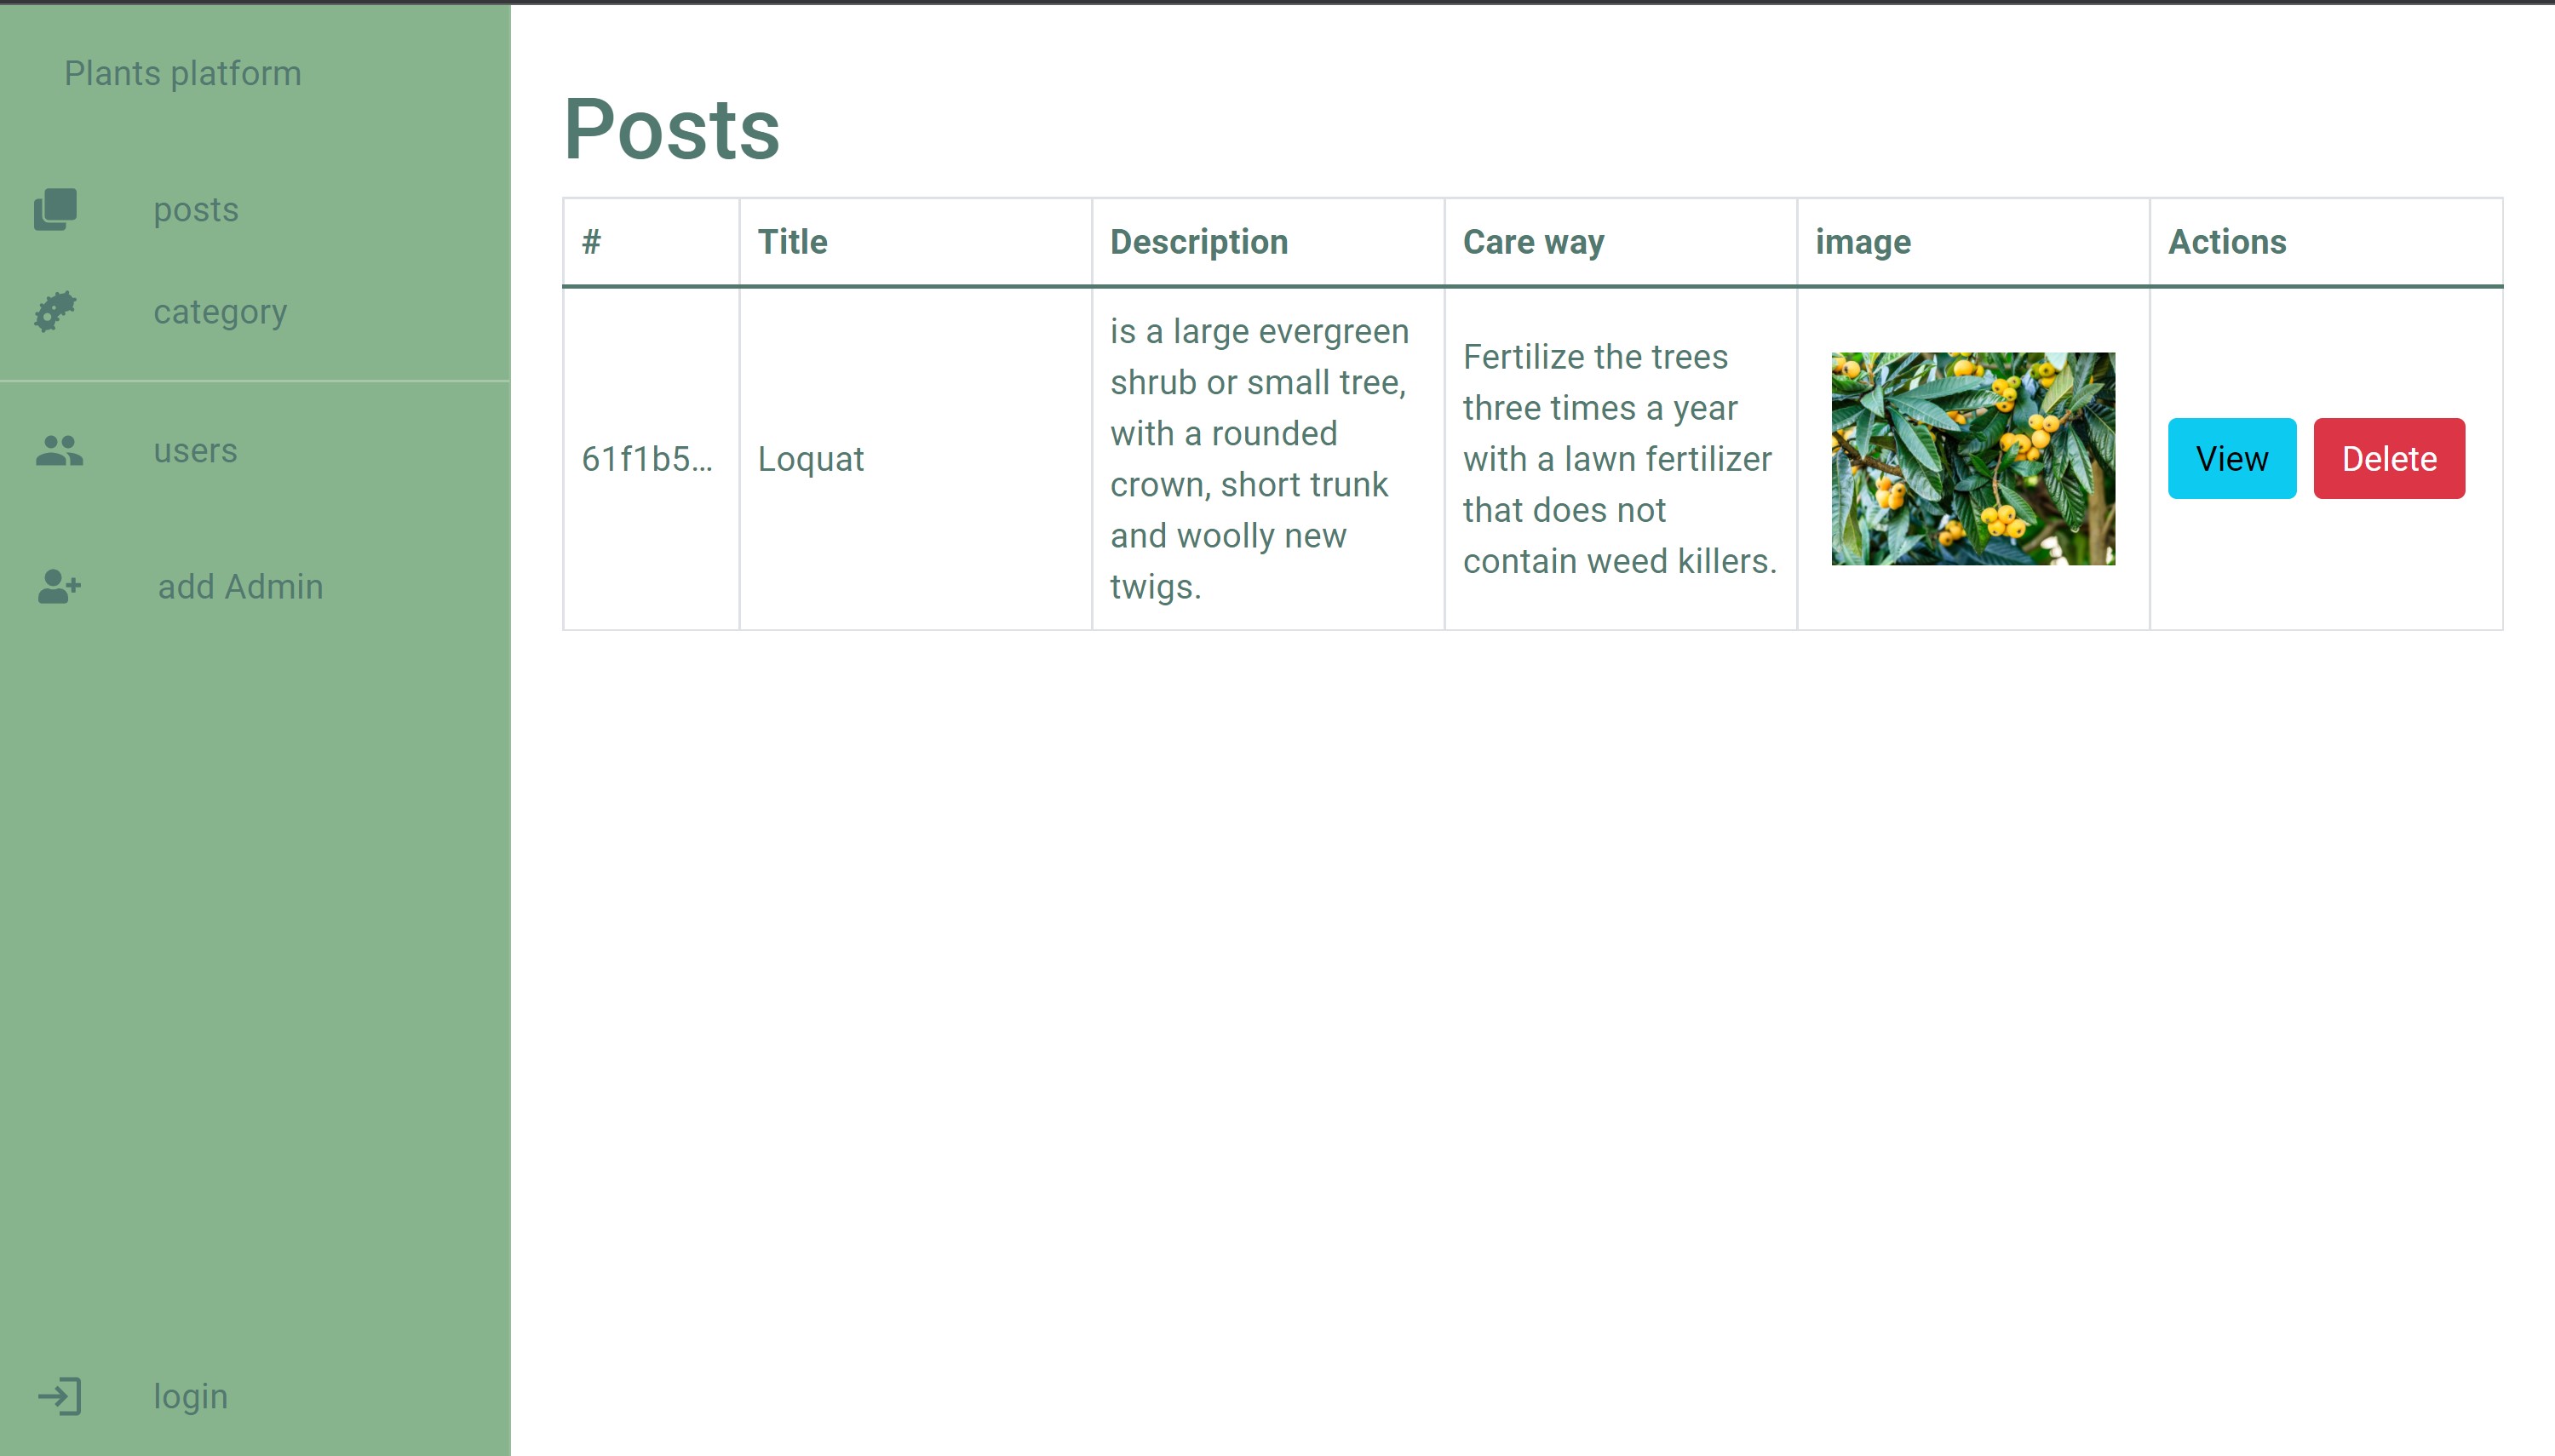 Plants platform
posts
category
users
add Admin
login
Posts
# Title Description Care way image Actions
61f1b5...
Loquat
is a large evergreen
shrub or small tree,
with a rounded
crown, short trunk
and woolly new
twigs.
Fertilize the trees
three times a year
with a lawn fertilizer
that does not
contain weed killers.
View
Delete